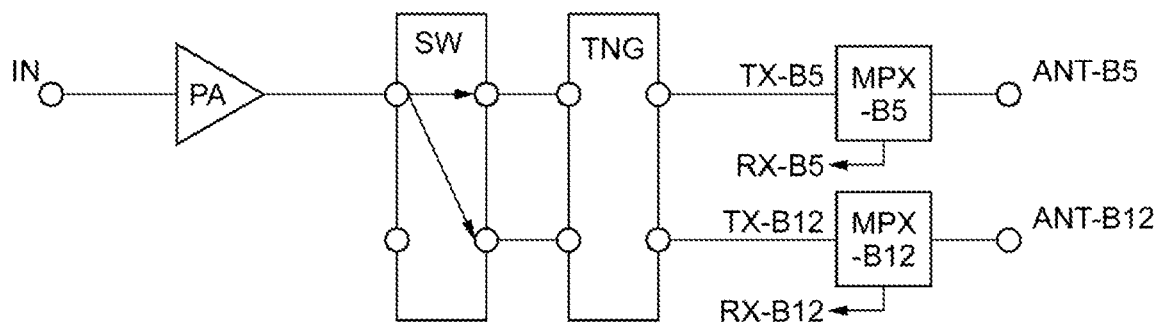 IN
PA
SW
TNG
TX-B5
MPX
-B5
ANT-B5
RX-B5
TX-B12
MPX
-B12
ANT-B12
RX-B12